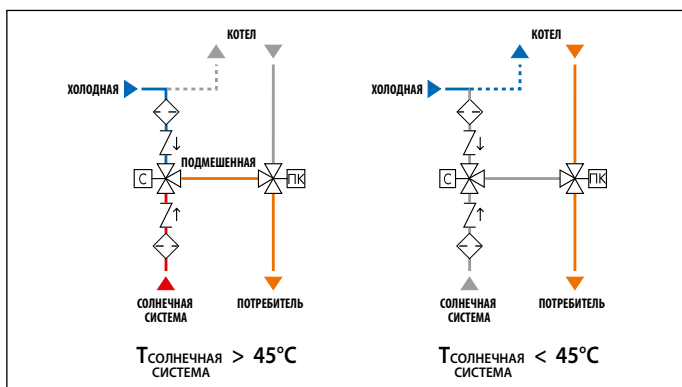 КОТЕЛ
ХОЛОДНАЯ
ПОДМЕШЕННАЯ
С
ПК
СОЛНЕЧНАЯ
СИСТЕМА
ПОТРЕБИТЕЛЬ
TСОЛНЕЧНАЯ > 45°C
СИСТЕМА
КОТЕЛ
ХОЛОДНАЯ
С
ПК
СОЛНЕЧНАЯ
СИСТЕМА
ПОТРЕБИТЕЛЬ
TСОЛНЕЧНАЯ < 45°C
СИСТЕМА